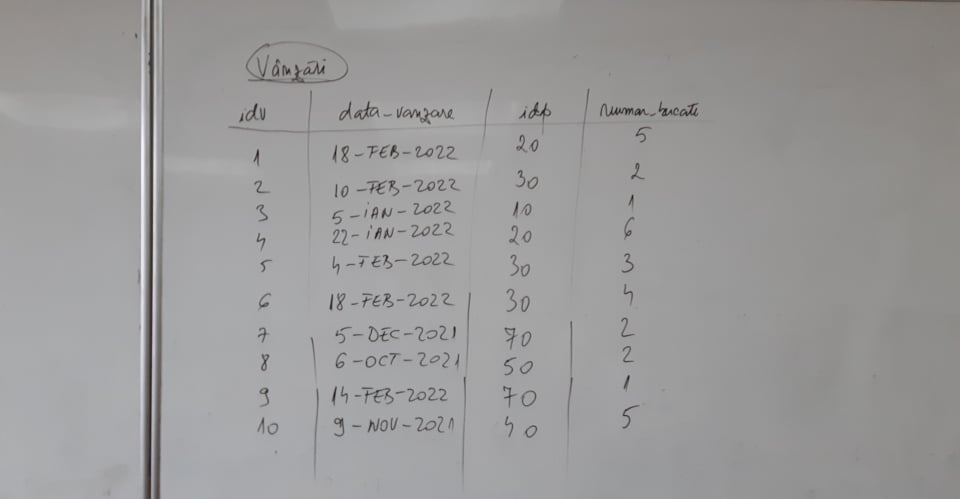 Vânzări
idv data_vanzare idp numar_bucati
1 18-FEB-2022 20 5
2 10-FEB-2022 30 2
3 5-IAN-2022 10 1
4 22-IAN-2022 20 6
5 4-FEB-2022 30 3
6 18-FEB-2022 30 4
7 5-DEC-2021 70 2
8 6-OCT-2021 50 2
9 14-FEB-2022 70 1
10 9-NOV-2021 40 5